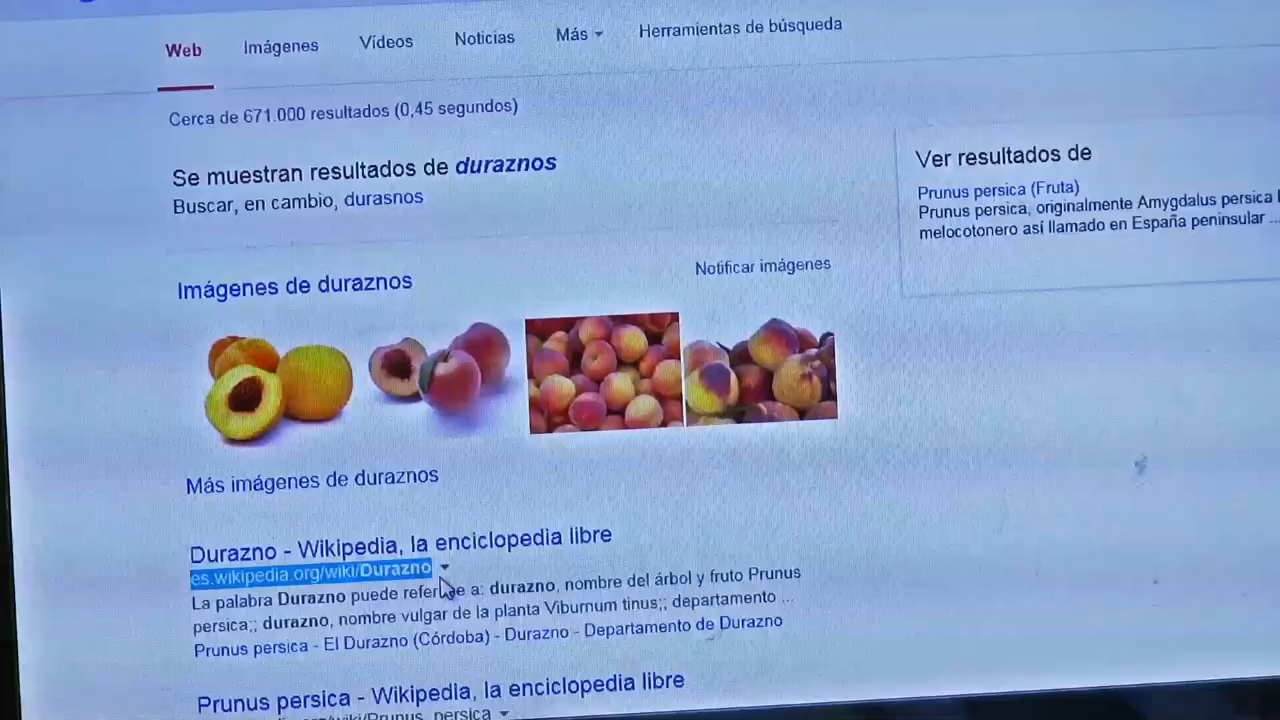 Web Imágenes Vídeos Noticias Más Herramientas de búsqueda
Cerca de 671.000 resultados (0,45 segundos)
Se muestran resultados de duraznos
Buscar, en cambio, durasnos
Ver resultados de
Prunus persica (Fruta)
Prunus persica, originalmente Amygdalus persica
melocotonero así llamado en España peninsular ...
Imágenes de duraznos
Notificar imágenes
Más imágenes de duraznos
Durazno - Wikipedia, la enciclopedia libre
es.wikipedia.org/wiki/Durazno
La palabra Durazno puede referirse a: durazno, nombre del árbol y fruto Prunus
persica;; durazno, nombre vulgar de la planta Viburnum tinus;; departamento ...
Prunus persica - El Durazno (Córdoba) - Durazno - Departamento de Durazno
Prunus persica - Wikipedia, la enciclopedia libre